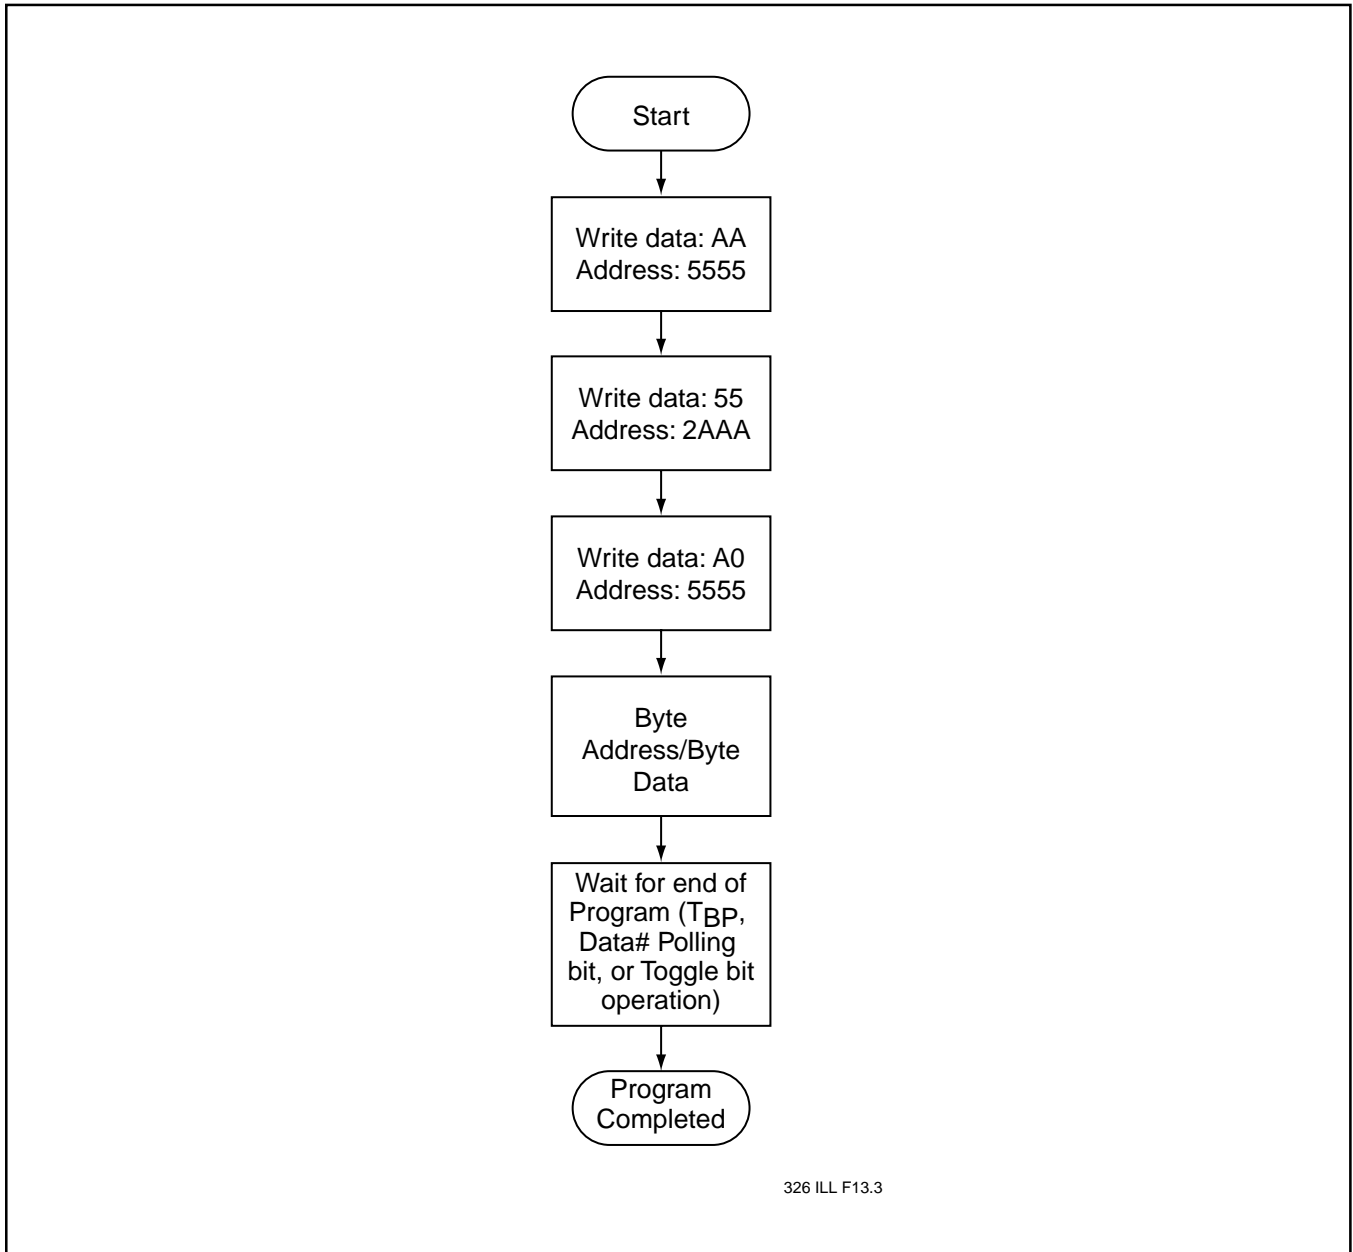 Start
Write data: AA
Address: 5555
Write data: 55
Address: 2AAA
Write data: A0
Address: 5555
Byte
Address/Byte
Data
Wait for end of
Program (TBP,
Data# Polling
bit, or Toggle bit
operation)
Program
Completed
326 ILL F13.3